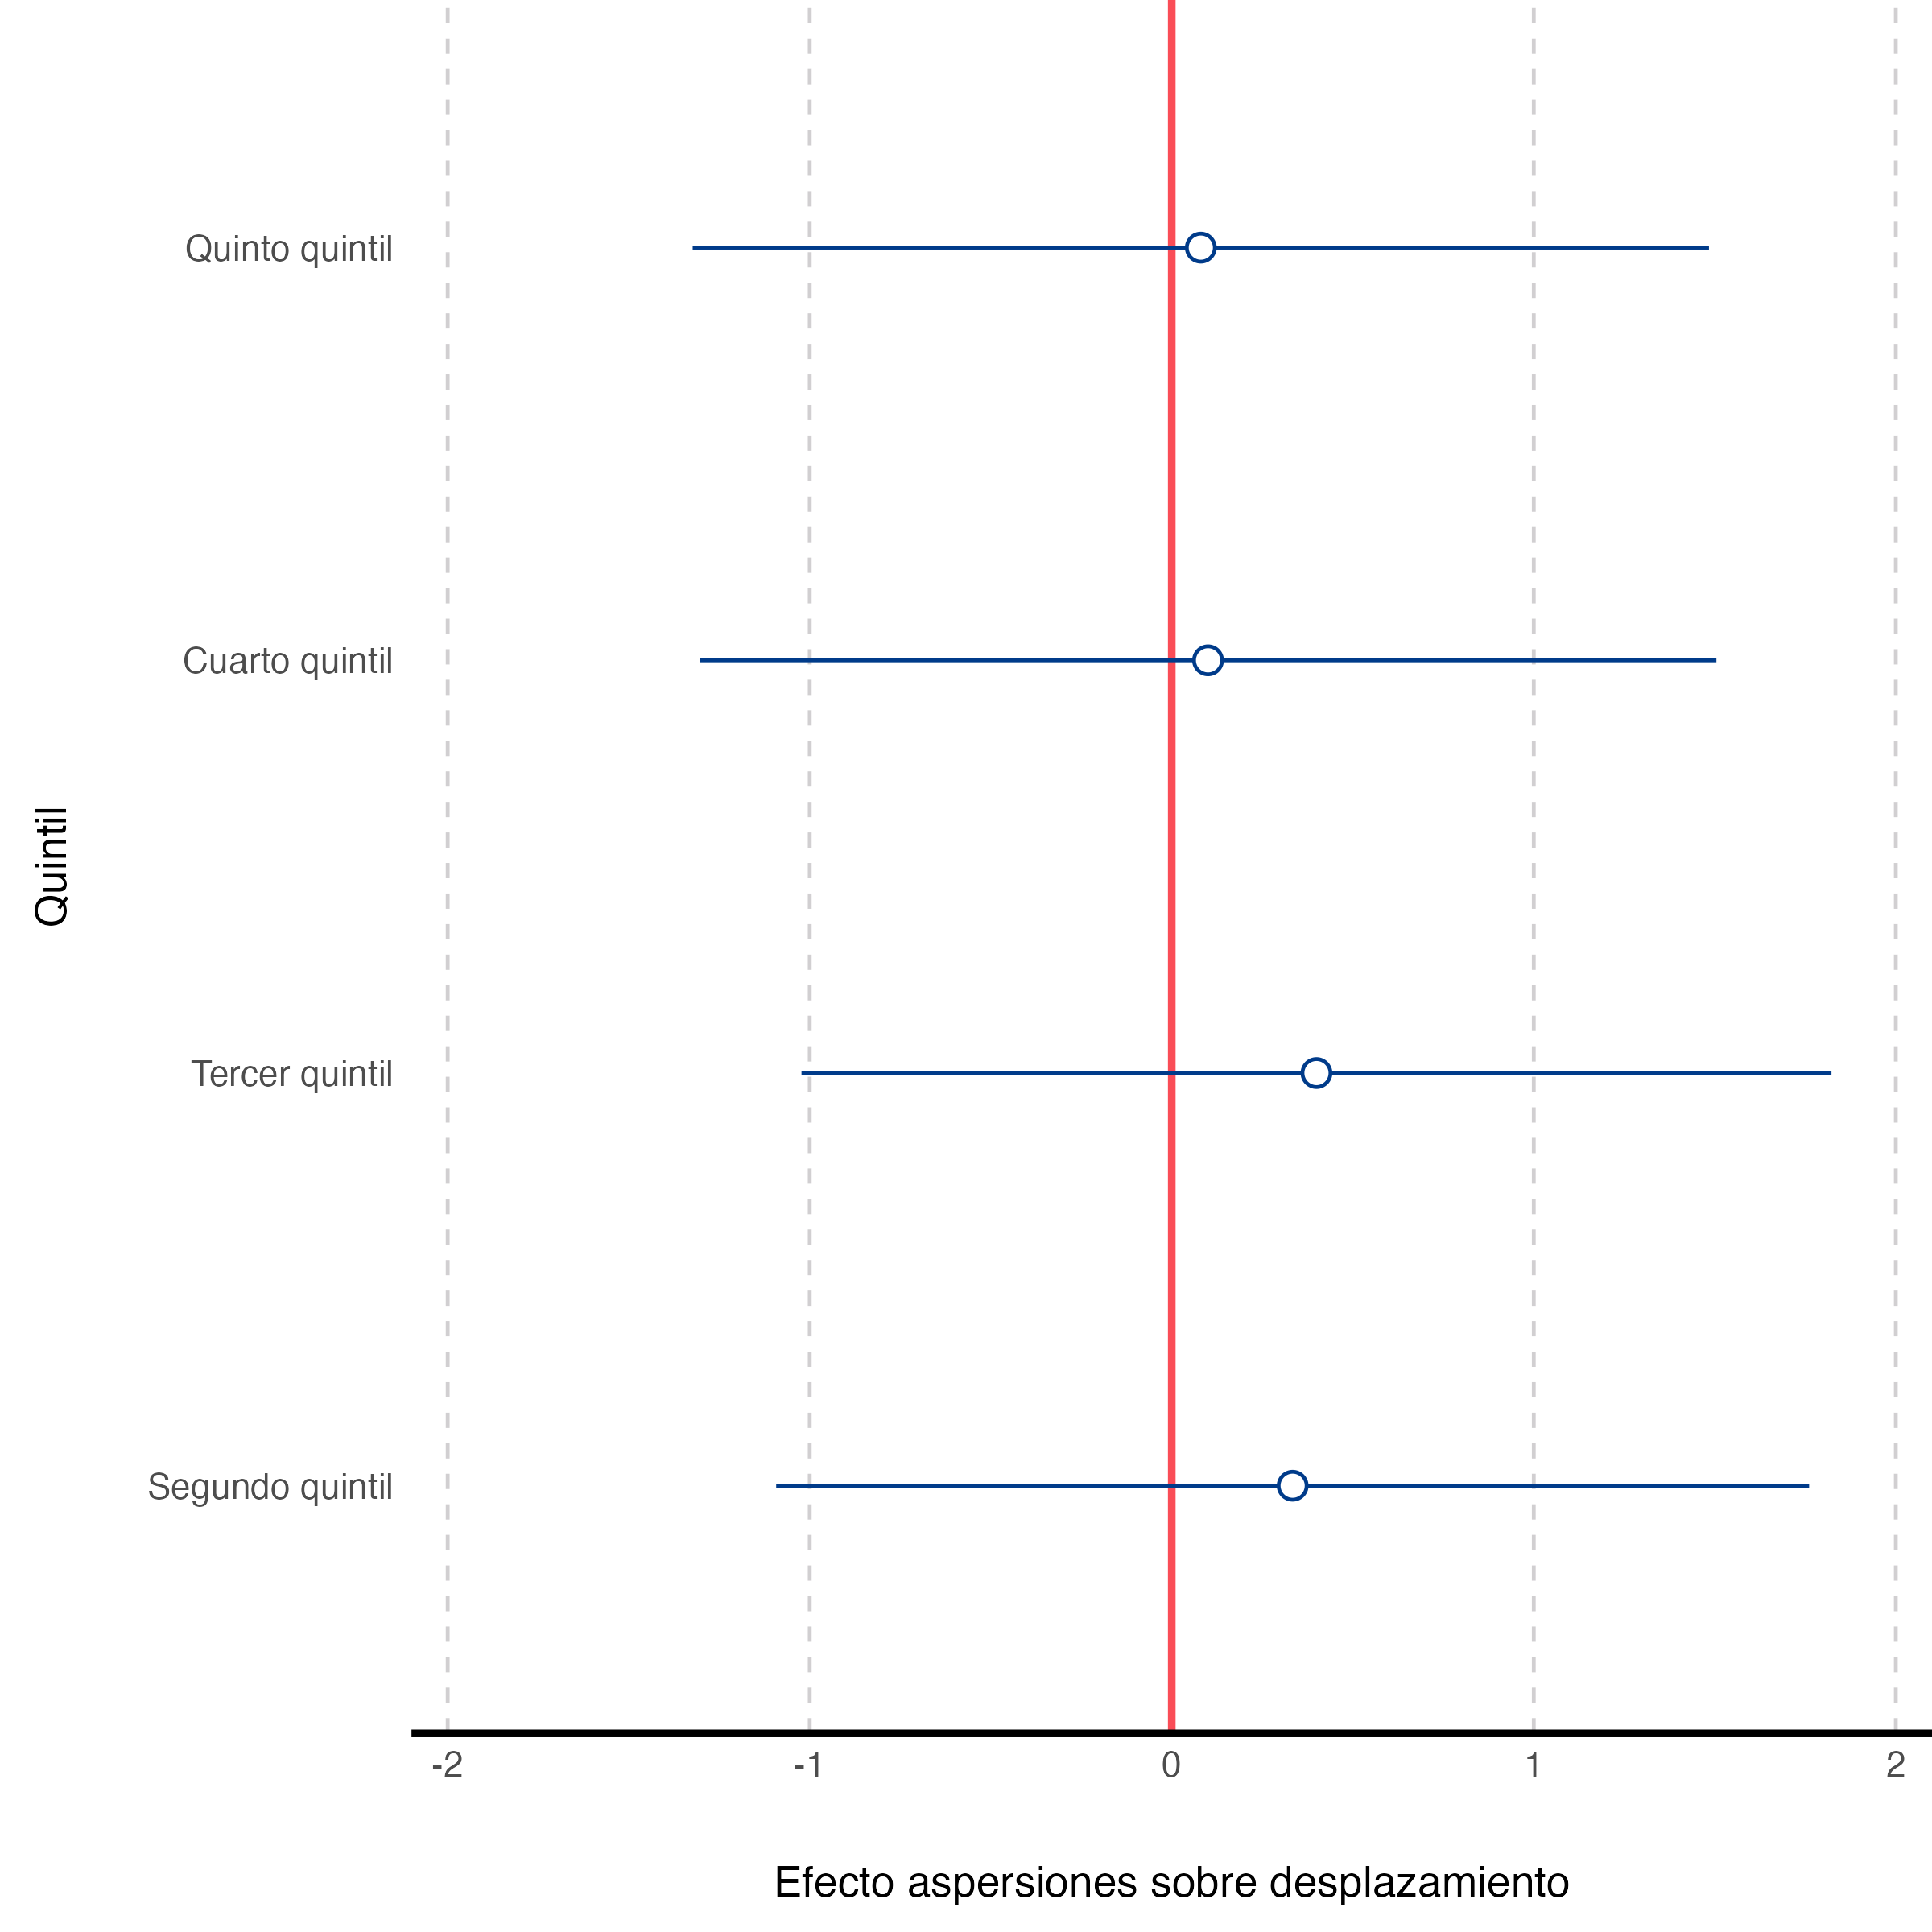 Quinto quintil
Cuarto quintil
Quintil
Tercer quintil
Segundo quintil
-2 -1 0 1 2
Efecto aspersiones sobre desplazamiento